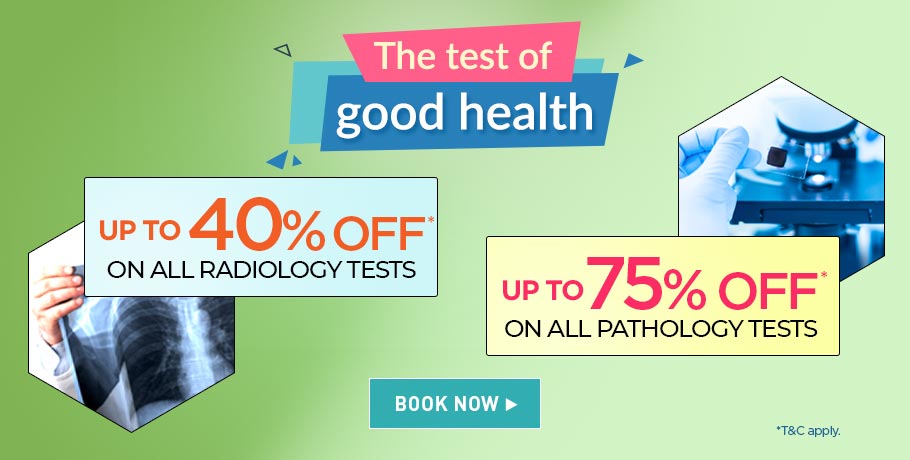 The test of
good health
UP TO 40% OFF*
ON ALL RADIOLOGY TESTS
UP TO 75% OFF*
ON ALL PATHOLOGY TESTS
BOOK NOW ▶
*T&C apply.